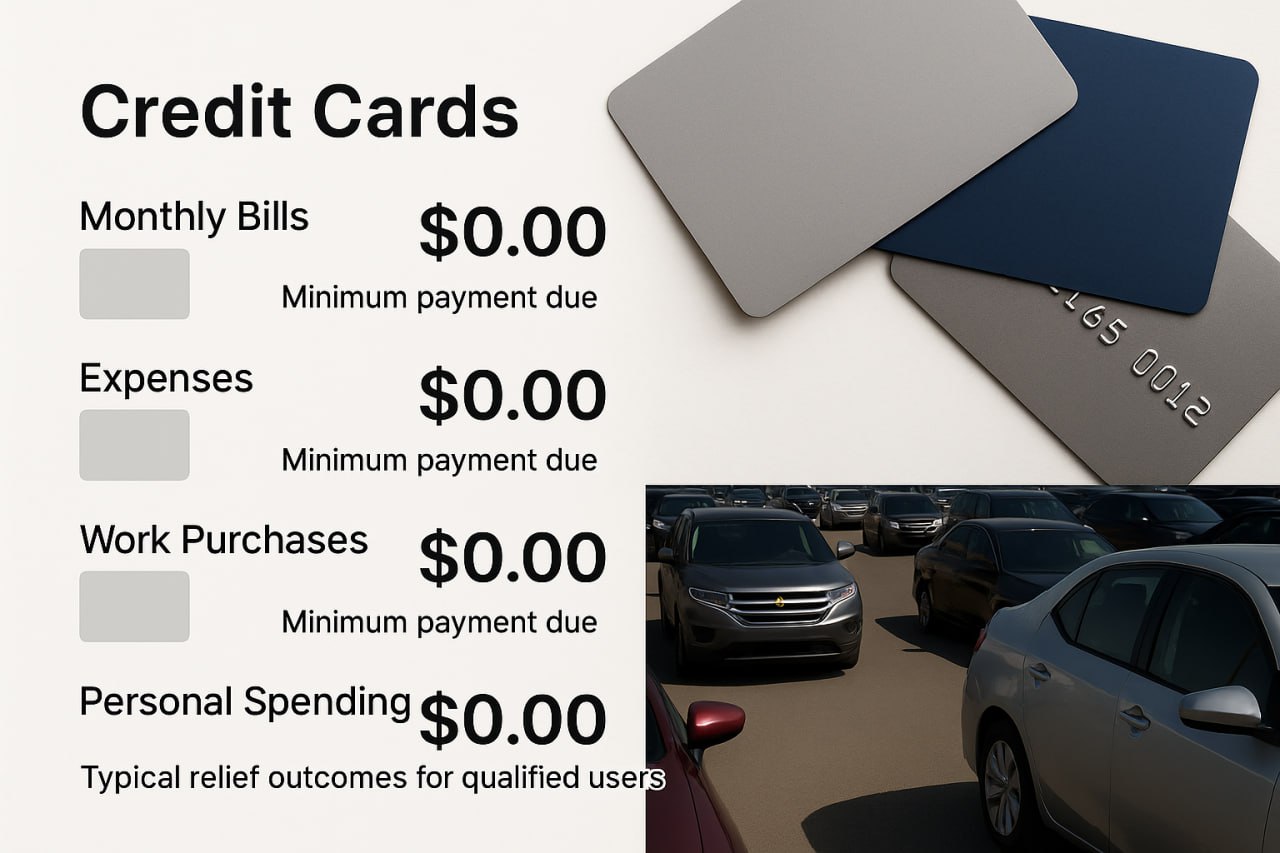 Credit Cards
Monthly Bills
$0.00
Minimum payment due
Expenses
$0.00
Minimum payment due
Work Purchases
$0.00
Minimum payment due
Personal Spending
$0.00
Typical relief outcomes for qualified users
0012